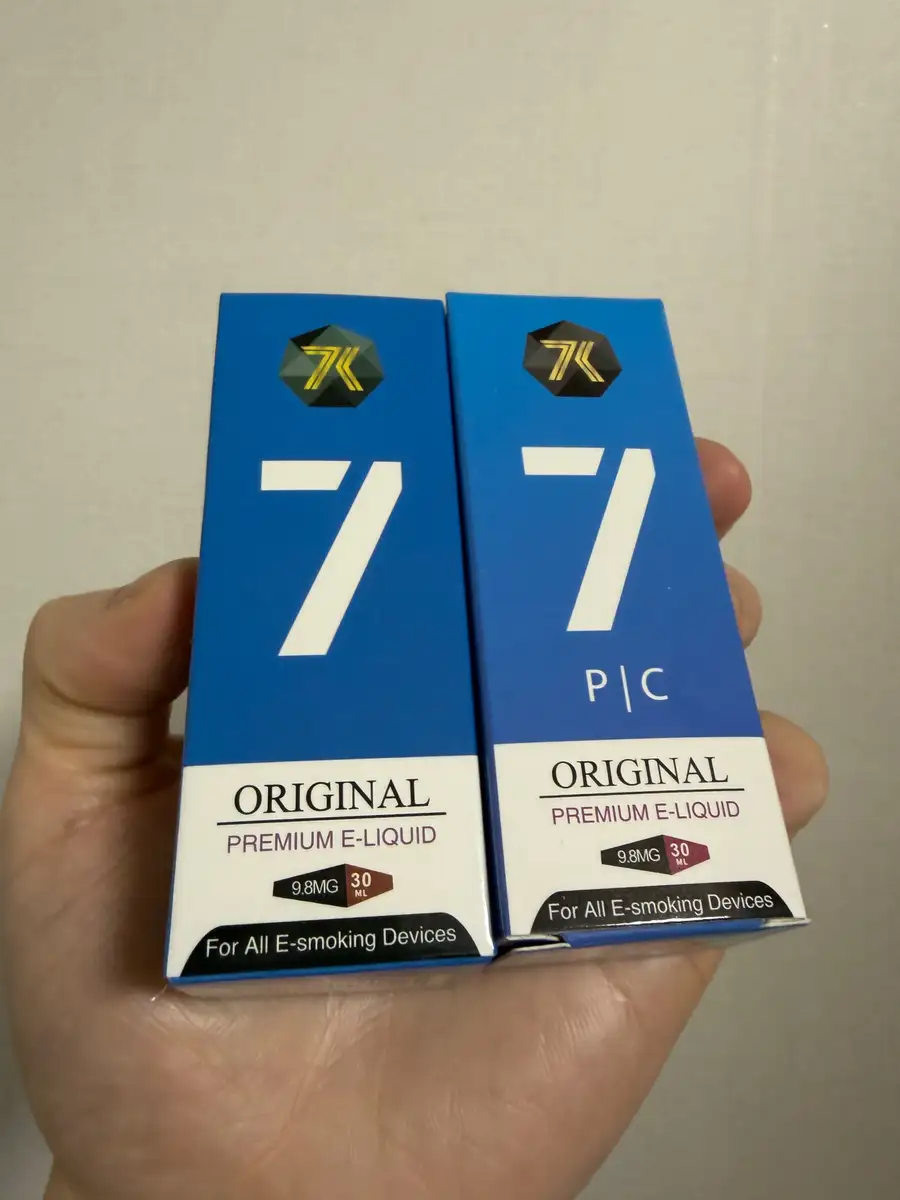 7K
7
ORIGINAL
PREMIUM E-LIQUID
9.8MG 30 ML
For All E-smoking Devices
7K
7
P|C
ORIGINAL
PREMIUM E-LIQUID
9.8MG 30 ML
For All E-smoking Devices